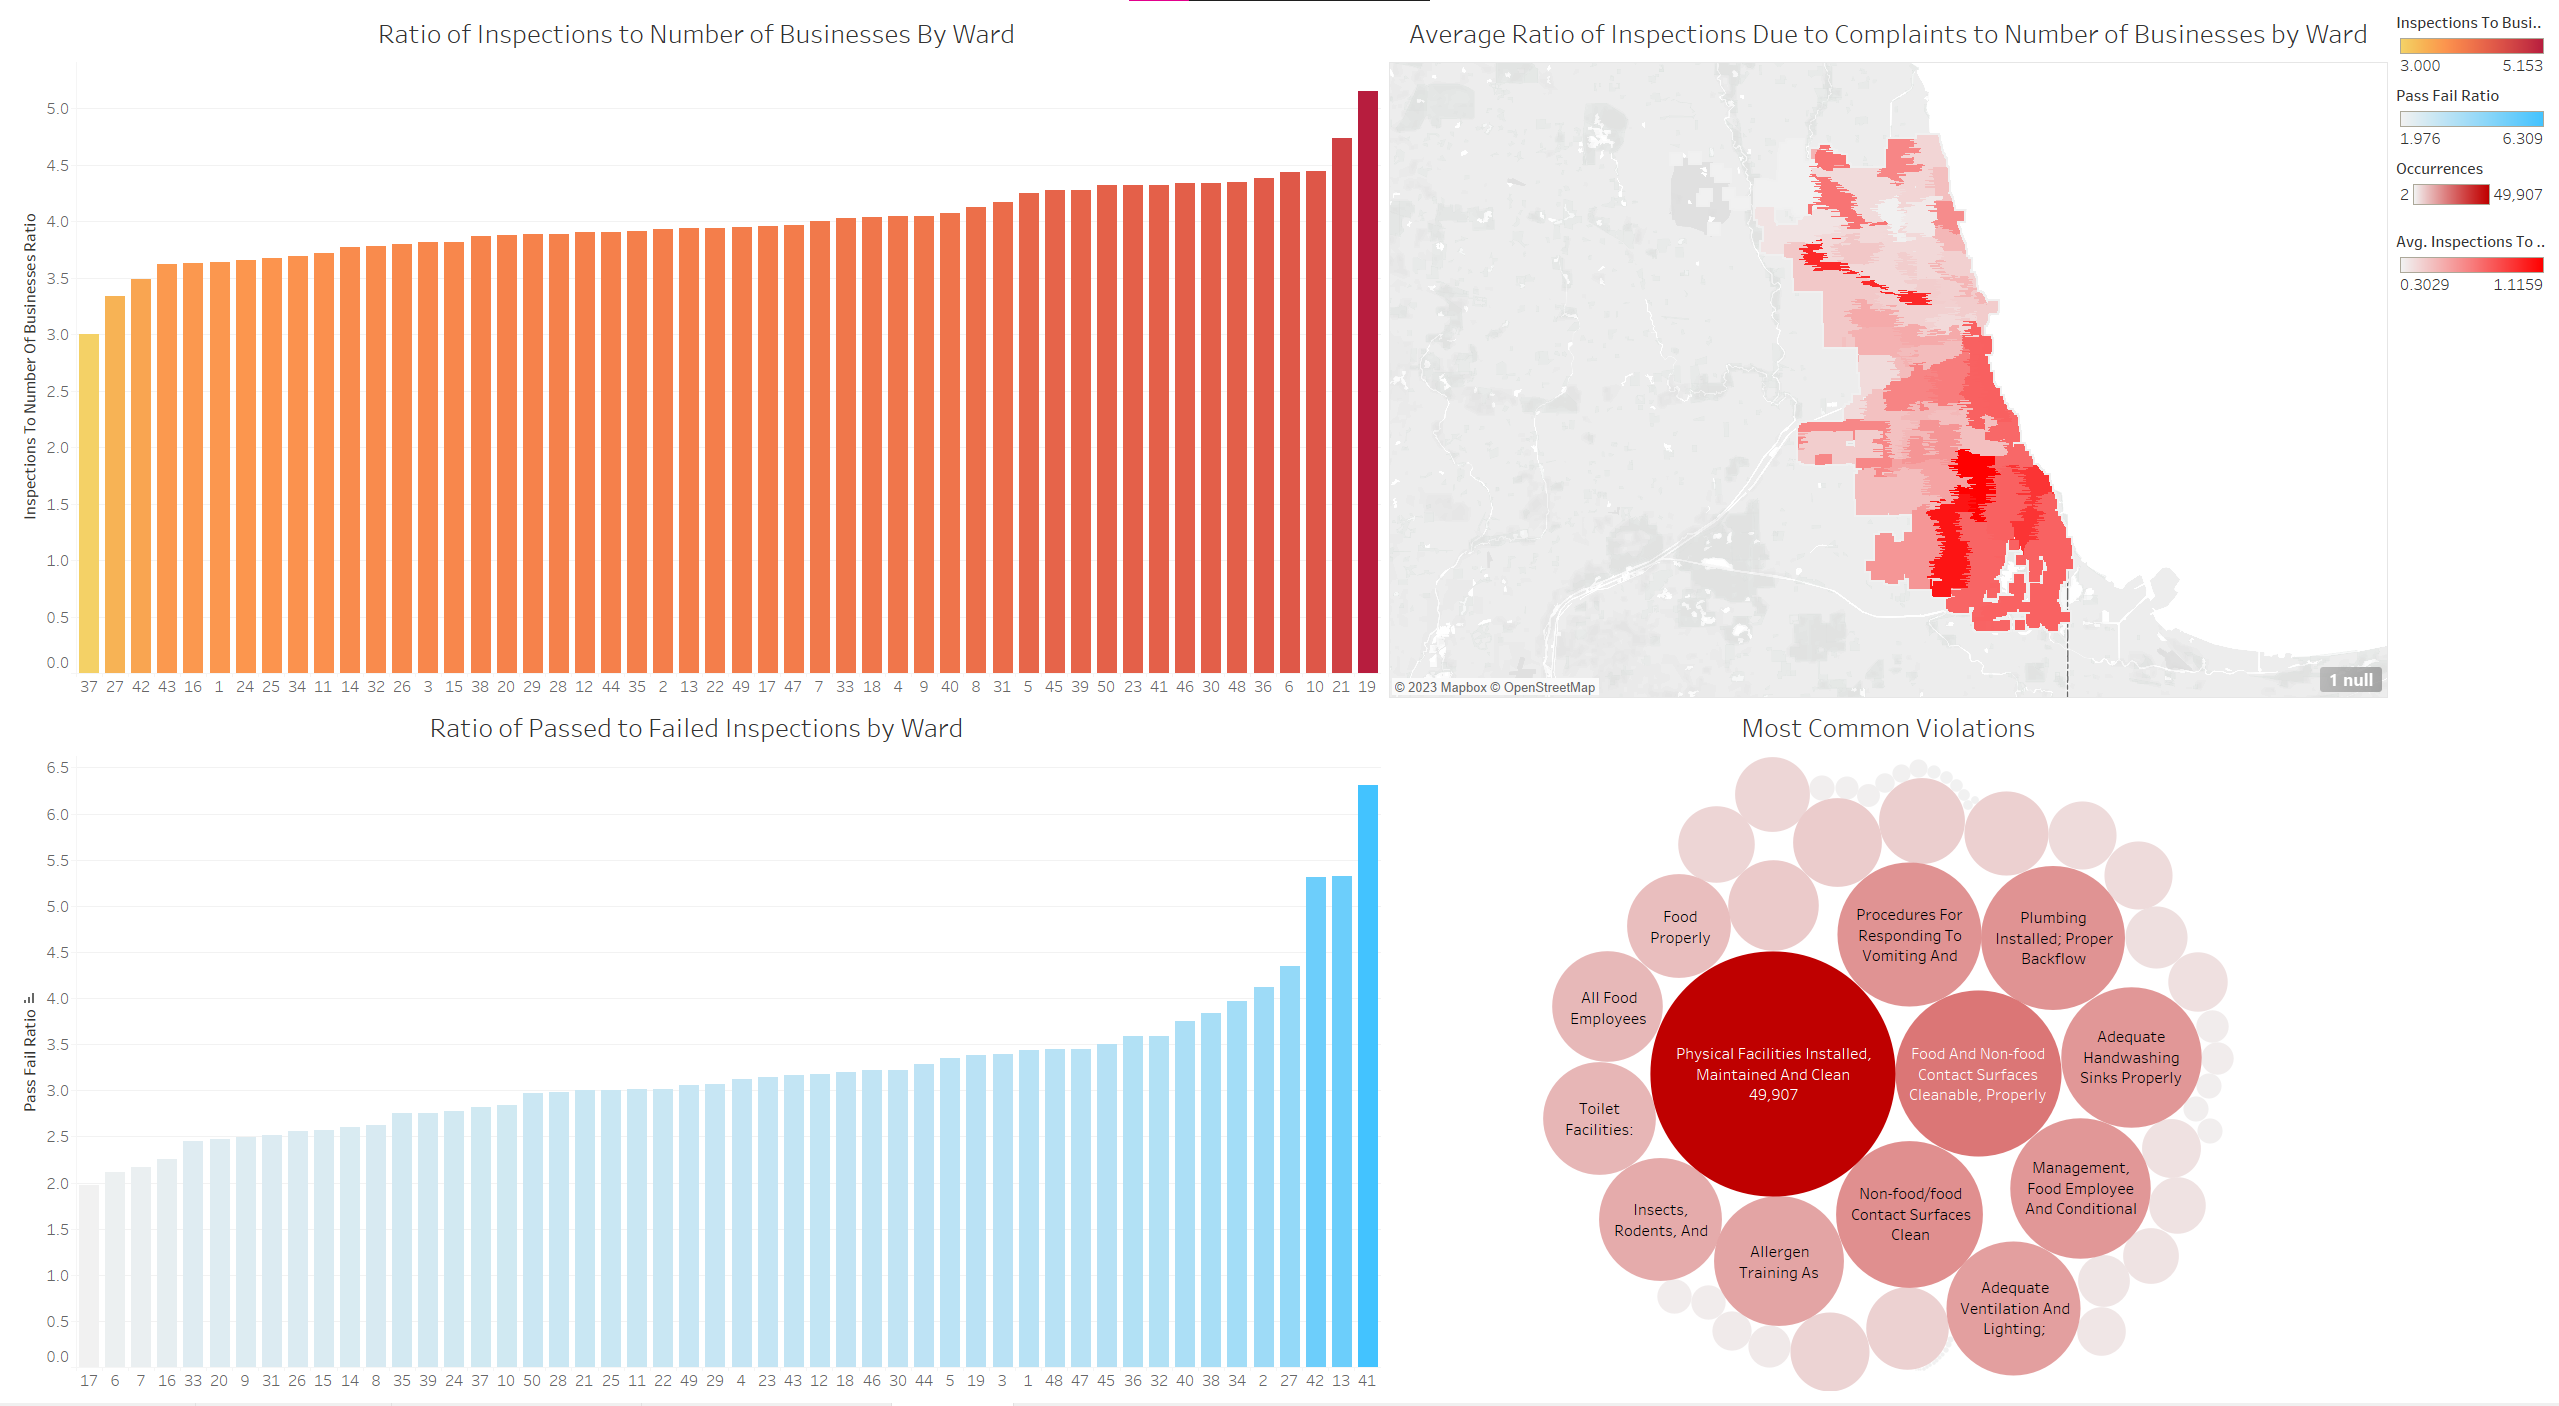 Ratio of Inspections to Number of Businesses By Ward
Inspections To Number Of Businesses Ratio
5.0
4.5
4.0
3.5
3.0
2.5
2.0
1.5
1.0
0.5
0.0
37 27 42 43 16 1 24 25 34 11 14 32 26 3 15 38 20 29 28 12 44 35 2 13 22 49 17 47 7 33 18 4 9 40 8 31 5 45 39 50 23 41 46 30 48 36 6 10 21 19
Average Ratio of Inspections Due to Complaints to Number of Businesses by Ward
© 2023 Mapbox © OpenStreetMap
1 null
Inspections To Busi..
3.000 5.153
Pass Fail Ratio
1.976 6.309
Occurrences
2 49,907
Avg. Inspections To ..
0.3029 1.1159
Ratio of Passed to Failed Inspections by Ward
Pass Fail Ratio
6.5
6.0
5.5
5.0
4.5
4.0
3.5
3.0
2.5
2.0
1.5
1.0
0.5
0.0
17 6 7 16 33 20 9 31 26 15 14 8 35 39 24 37 10 50 28 21 25 11 22 49 29 4 23 43 12 18 46 30 44 5 19 3 1 48 47 45 36 32 40 38 34 2 27 42 13 41
Most Common Violations
Food
Properly
Procedures For
Responding To
Vomiting And
Plumbing
Installed; Proper
Backflow
All Food
Employees
Physical Facilities Installed,
Maintained And Clean
49,907
Food And Non-food
Contact Surfaces
Cleanable, Properly
Adequate
Handwashing
Sinks Properly
Toilet
Facilities:
Insects,
Rodents, And
Allergen
Training As
Non-food/food
Contact Surfaces
Clean
Management,
Food Employee
And Conditional
Adequate
Ventilation And
Lighting;